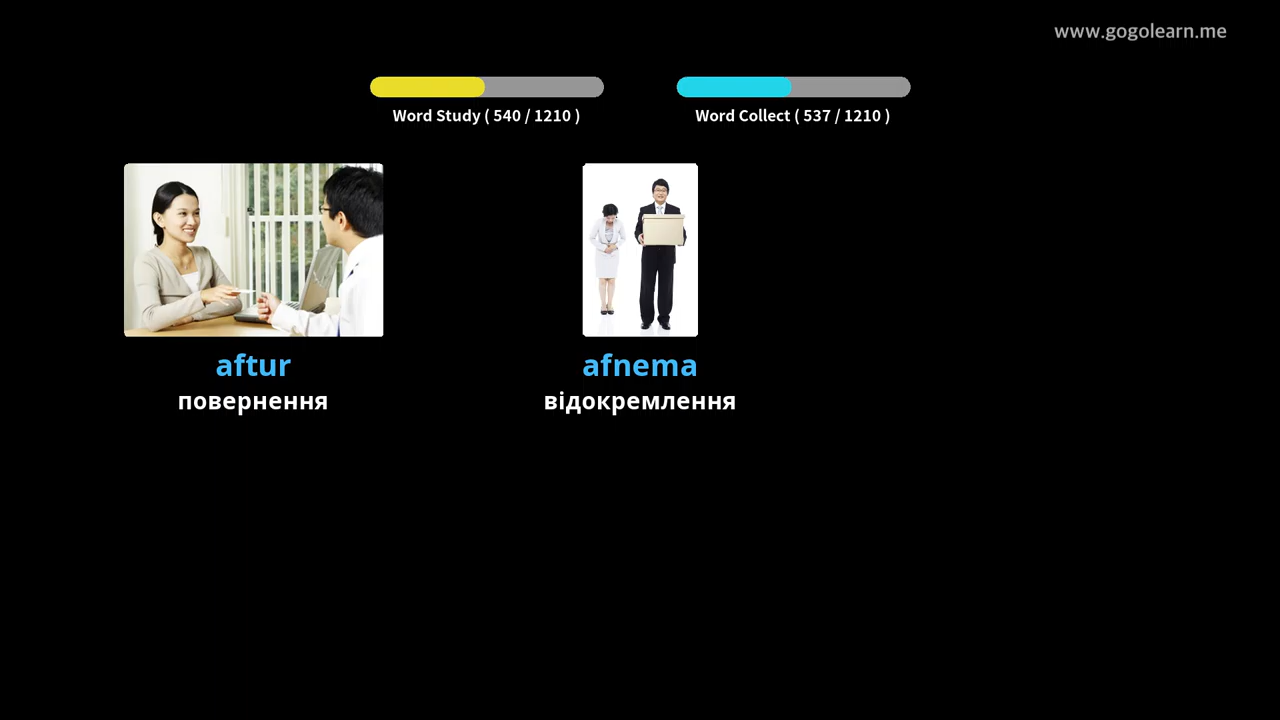 www.gogolearn.me
Word Study ( 540 / 1210 )
Word Collect ( 537 / 1210 )
aftur
повернення
afnema
відокремлення